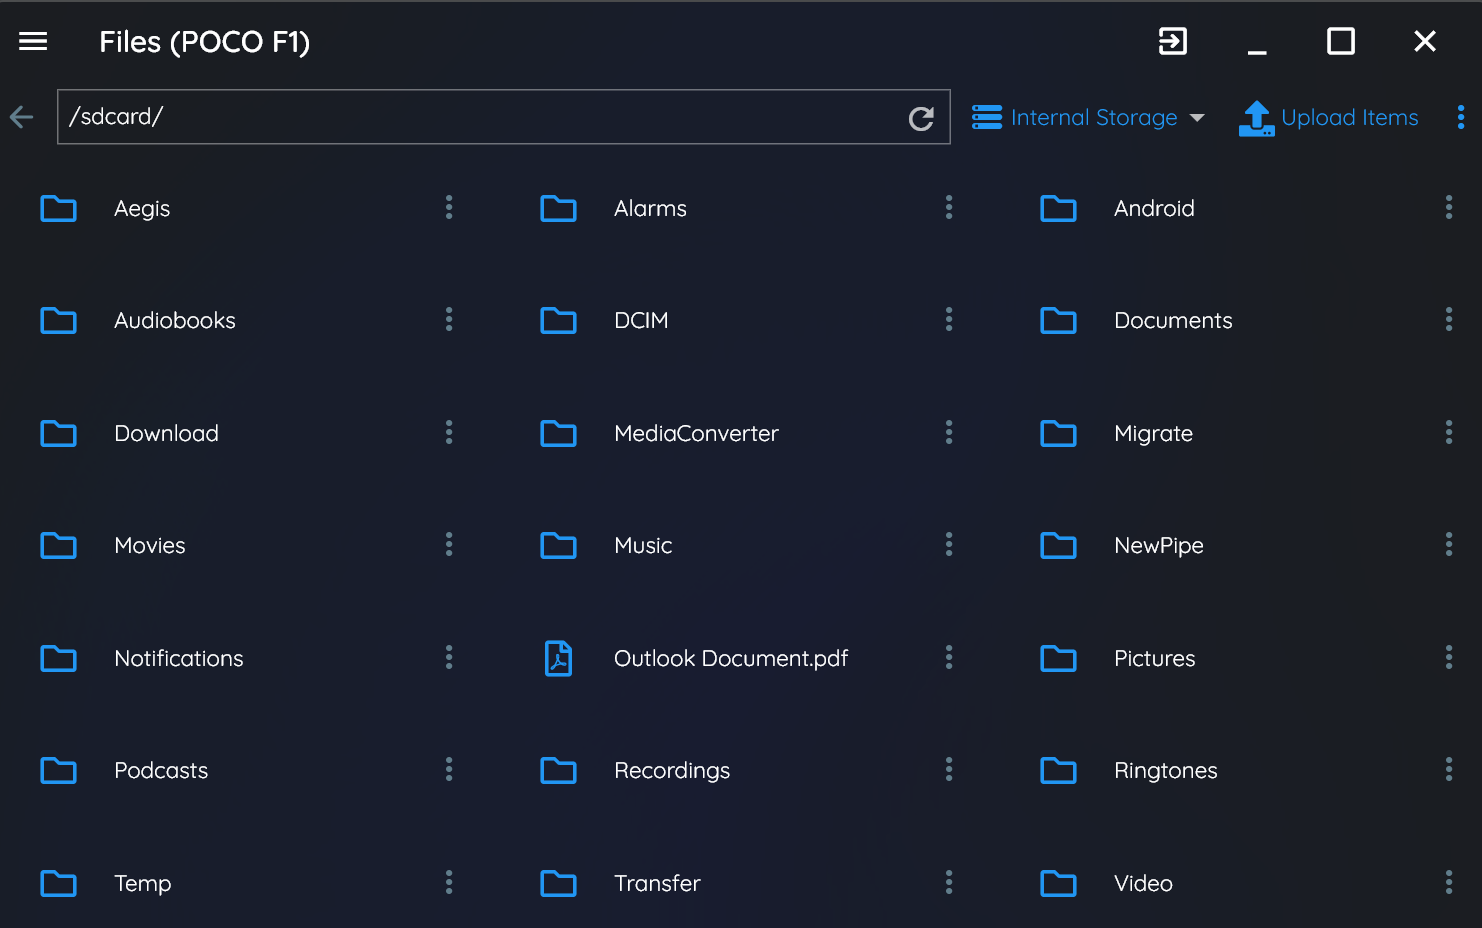 Files (POCO F1)
/sdcard/ Internal Storage Upload Items
Aegis Alarms Android
Audiobooks DCIM Documents
Download MediaConverter Migrate
Movies Music NewPipe
Notifications Outlook Document.pdf Pictures
Podcasts Recordings Ringtones
Temp Transfer Video